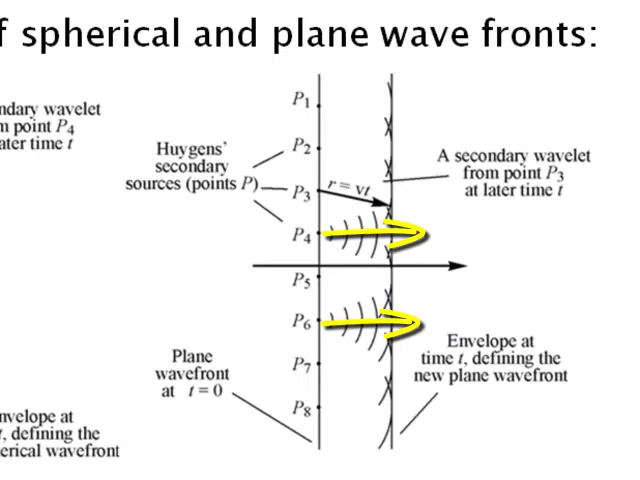 f spherical and plane wave fronts:
ndary wavelet
m point P4
ater time t
Huygens'
secondary
sources (points P)
P1
P2
P3
P4
P5
P6
P7
P8
r = vt
A secondary wavelet
from point P3
at later time t
Plane
wavefront
at t = 0
Envelope at
time t, defining the
new plane wavefront
nvelope at
t, defining the
erical wavefront